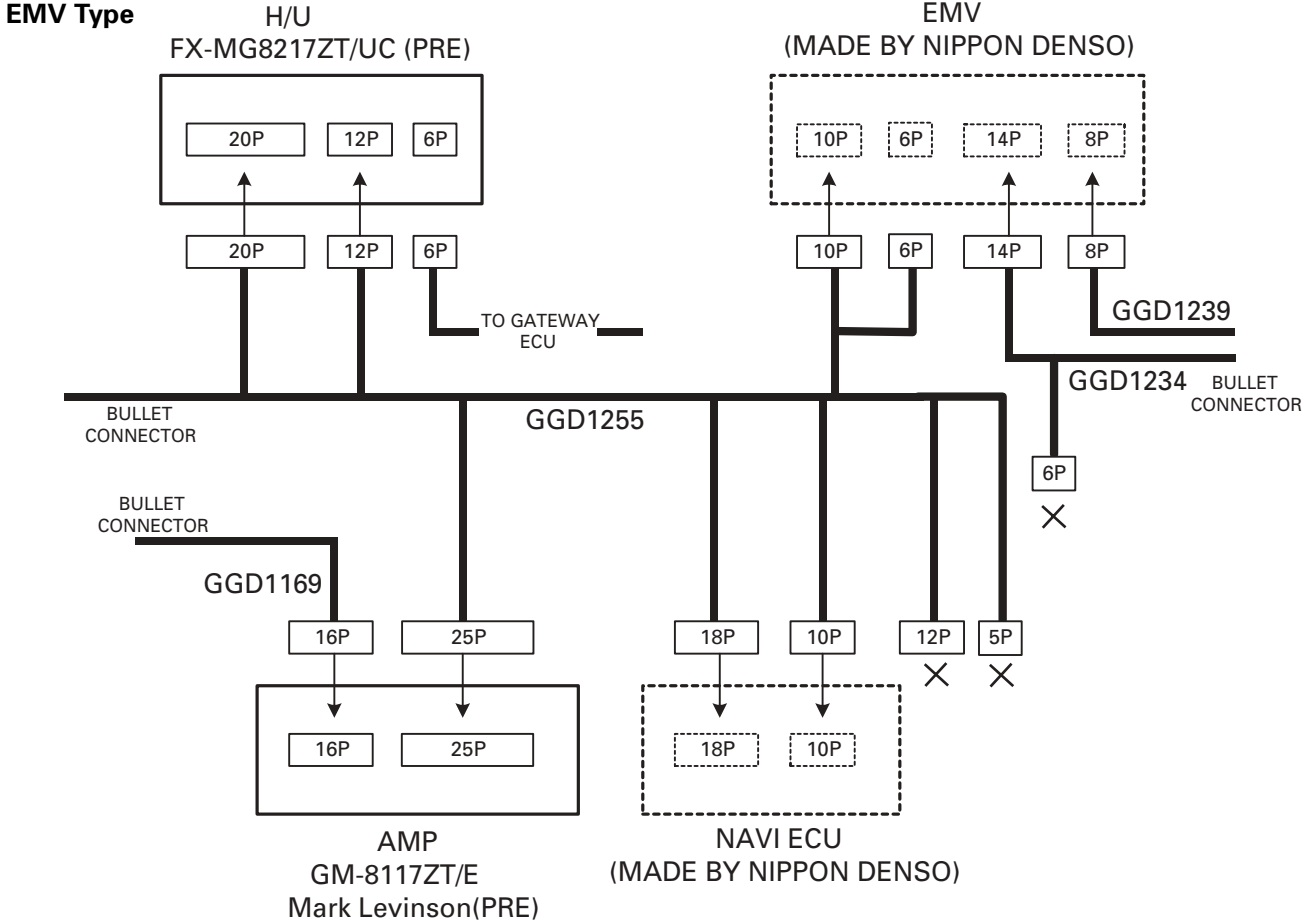 EMV Type
H/U
FX-MG8217ZT/UC (PRE)
EMV
(MADE BY NIPPON DENSO)
20P
12P
6P
10P
6P
14P
8P
20P
12P
6P
10P
6P
14P
8P
TO GATEWAY
ECU
GGD1239
GGD1234
BULLET
CONNECTOR
BULLET
CONNECTOR
GGD1255
6P
BULLET
CONNECTOR
GGD1169
16P
25P
18P
10P
12P
5P
16P
25P
18P
10P
AMP
GM-8117ZT/E
Mark Levinson(PRE)
NAVI ECU
(MADE BY NIPPON DENSO)